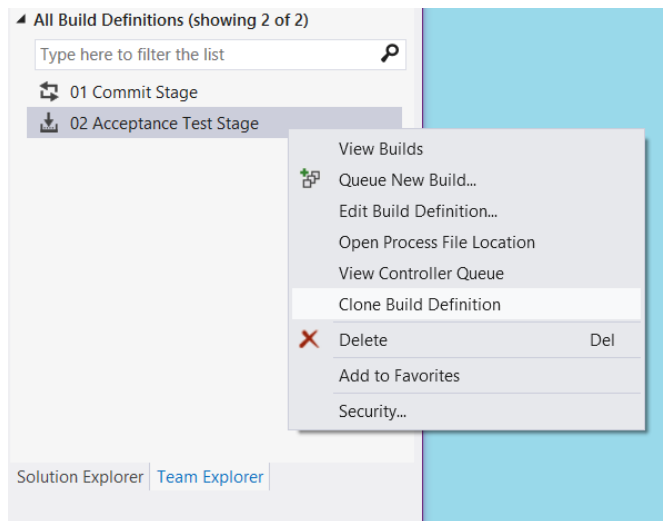 All Build Definitions (showing 2 of 2)
Type here to filter the list
01 Commit Stage
02 Acceptance Test Stage
View Builds
Queue New Build...
Edit Build Definition...
Open Process File Location
View Controller Queue
Clone Build Definition
Delete Del
Add to Favorites
Security...
Solution Explorer Team Explorer